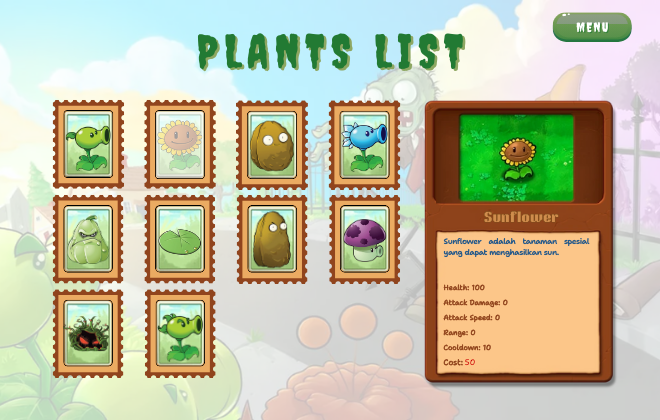 PLANTS LIST
MENU
Sunflower
Sunflower adalah tanaman spesial
yang dapat menghasilkan sun.
Health: 100
Attack Damage: 0
Attack Speed: 0
Range: 0
Cooldown: 10
Cost: 50